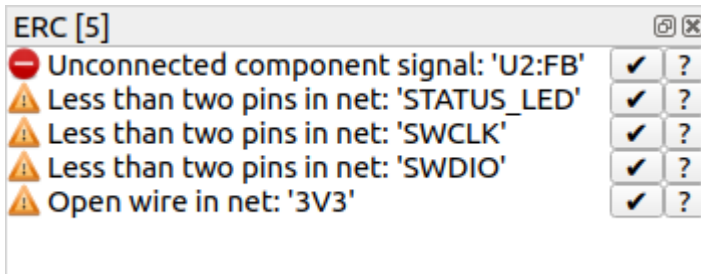 ERC [5]
Unconnected component signal: 'U2:FB' ✔ ?
Less than two pins in net: 'STATUS_LED' ✔ ?
Less than two pins in net: 'SWCLK' ✔ ?
Less than two pins in net: 'SWDIO' ✔ ?
Open wire in net: '3V3' ✔ ?